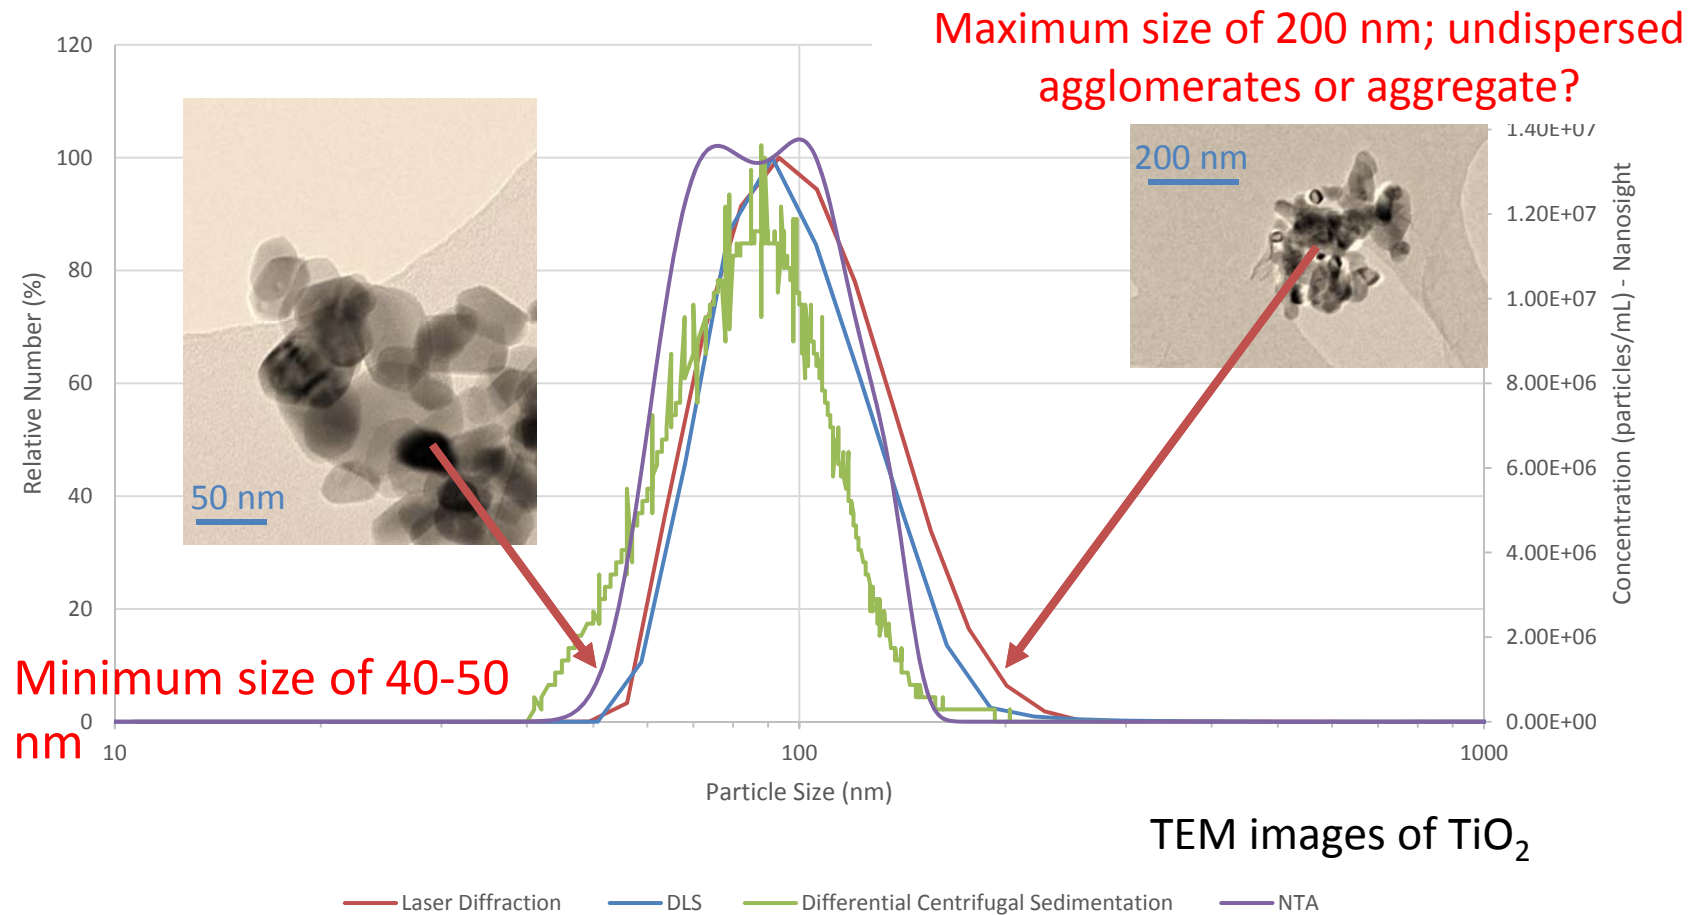 Maximum size of 200 nm; undispersed
agglomerates or aggregate?
120
100
80
60
40
20
0
Relative Number (%)
50 nm
200 nm
1.40E+07
1.20E+07
1.00E+07
8.00E+06
6.00E+06
4.00E+06
2.00E+06
0.00E+00
Concentration (particles/mL) - Nanosight
Minimum size of 40-50
nm
10
100
1000
Particle Size (nm)
TEM images of TiO₂
Laser Diffraction
DLS
Differential Centrifugal Sedimentation
NTA